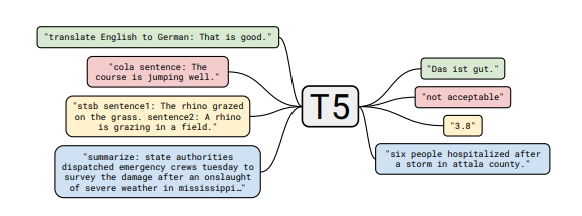 "translate English to German: That is good."
"cola sentence: The
course is jumping well."
"stsb sentence1: The rhino grazed
on the grass. sentence2: A rhino
is grazing in a field."
"summarize: state authorities
dispatched emergency crews tuesday to
survey the damage after an onslaught
of severe weather in mississippi…"
T5
"Das ist gut."
"not acceptable"
"3.8"
"six people hospitalized after
a storm in attala county."